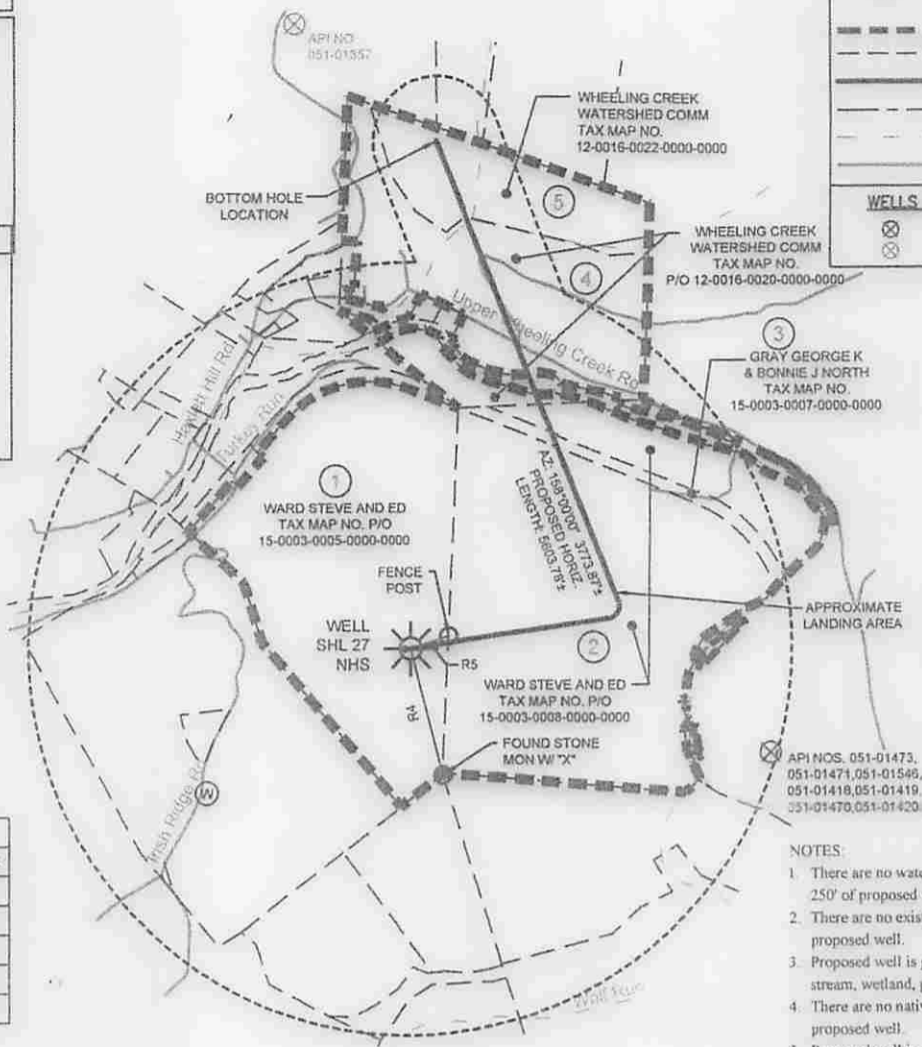 API NO
051-01557
WHEELING CREEK
WATERSHED COMM
TAX MAP NO.
12-0016-0022-0000-0000
BOTTOM HOLE
LOCATION
5
WELLS
WHEELING CREEK
WATERSHED COMM
TAX MAP NO.
P/O 12-0016-0020-0000-0000
4
Upper Wheeling Creek Rd
3
GRAY GEORGE K
& BONNIE J NORTH
TAX MAP NO.
15-0003-0007-0000-0000
Hill Rd
Turkey Run
1
WARD STEVE AND ED
TAX MAP NO. P/O
15-0003-0005-0000-0000
AZ: 158°00'00" 3773.87'±
PROPOSED HORIZ.
LENGTH: 5603.78'±
FENCE
POST
APPROXIMATE
LANDING AREA
WELL
SHL 27
NHS
R5
2
R4
WARD STEVE AND ED
TAX MAP NO. P/O
15-0003-0008-0000-0000
FOUND STONE
MON W/ "X"
API NOS. 051-01473,
051-01471,051-01546,
051-01418,051-01419,
051-01470,051-01420
W
Irish Ridge Rd
NOTES:
1. There are no wate
250' of proposed
2. There are no exis
proposed well.
3. Proposed well is
stream, wetland,
4. There are no nativ
proposed well.
Run